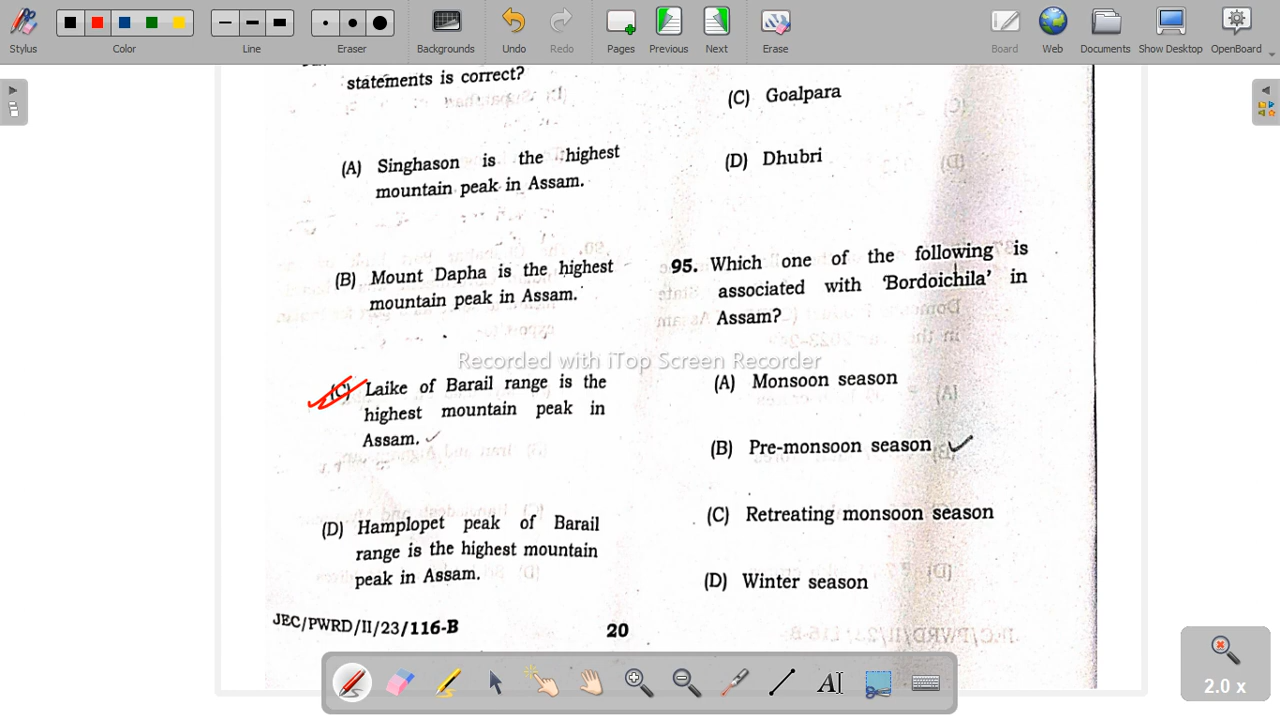 Stylus
Color
Line
Eraser
Backgrounds
Undo
Redo
Pages
Previous
Next
Erase
Board
Web
Documents
Show Desktop
OpenBoard
statements is correct?
(A) Singhason is the highest
mountain peak in Assam.
(B) Mount Dapha is the highest
mountain peak in Assam.
(C) Laike of Barail range is the
highest mountain peak in
Assam.
(D) Hamplopet peak of Barail
range is the highest mountain
peak in Assam.
JEC/PWRD/II/23/116-B
20
(C) Goalpara
(D) Dhubri
95. Which one of the following is
associated with ‘Bordoichila’ in
Assam?
Recorded with iTop Screen Recorder
(A) Monsoon season
(B) Pre-monsoon season
(C) Retreating monsoon season
(D) Winter season
2.0 x